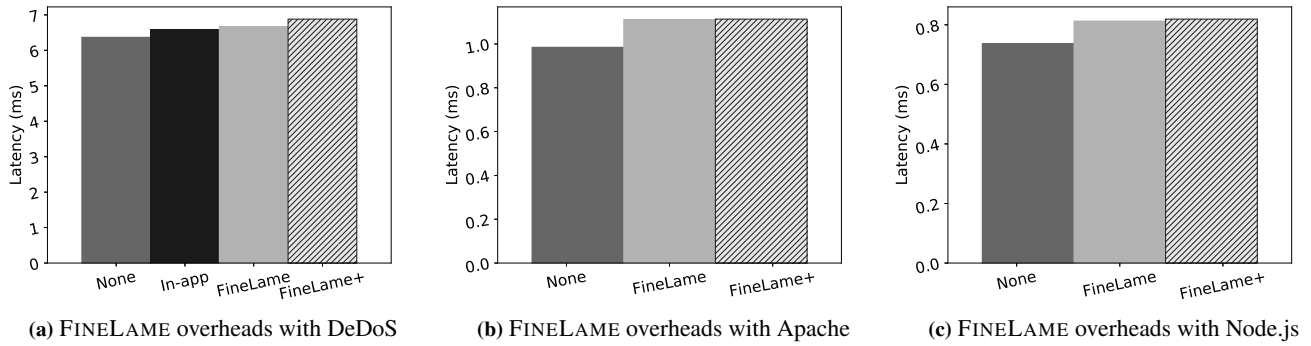 7
6
5
4
3
2
1
0
Latency (ms)
None
In-app
FineLame
FineLame+
(a) FINELAME overheads with DeDoS
1.0
0.8
0.6
0.4
0.2
0.0
Latency (ms)
None
FineLame
FineLame+
(b) FINELAME overheads with Apache
0.8
0.6
0.4
0.2
0.0
Latency (ms)
None
FineLame
FineLame+
(c) FINELAME overheads with Node.js